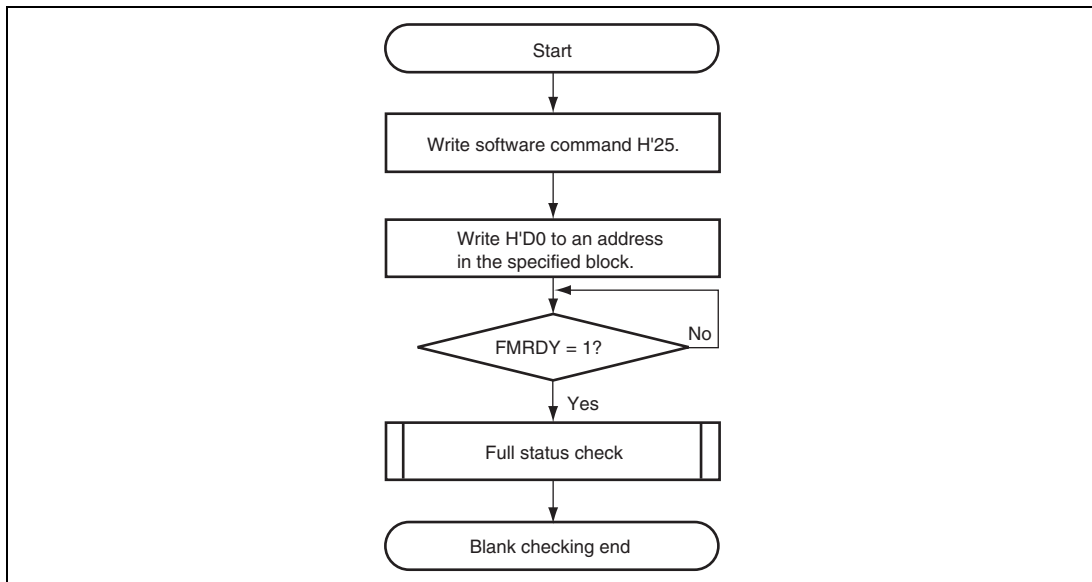 Start
Write software command H'25.
Write H'D0 to an address
in the specified block.
No
FMRDY = 1?
Yes
Full status check
Blank checking end